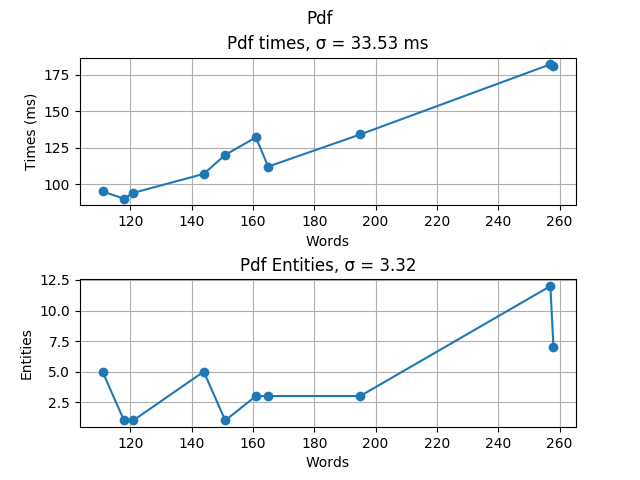 Pdf
Pdf times, σ = 33.53 ms
175
150
125
100
Times (ms)
120 140 160 180 200 220 240 260
Words
Pdf Entities, σ = 3.32
12.5
10.0
7.5
5.0
2.5
Entities
120 140 160 180 200 220 240 260
Words